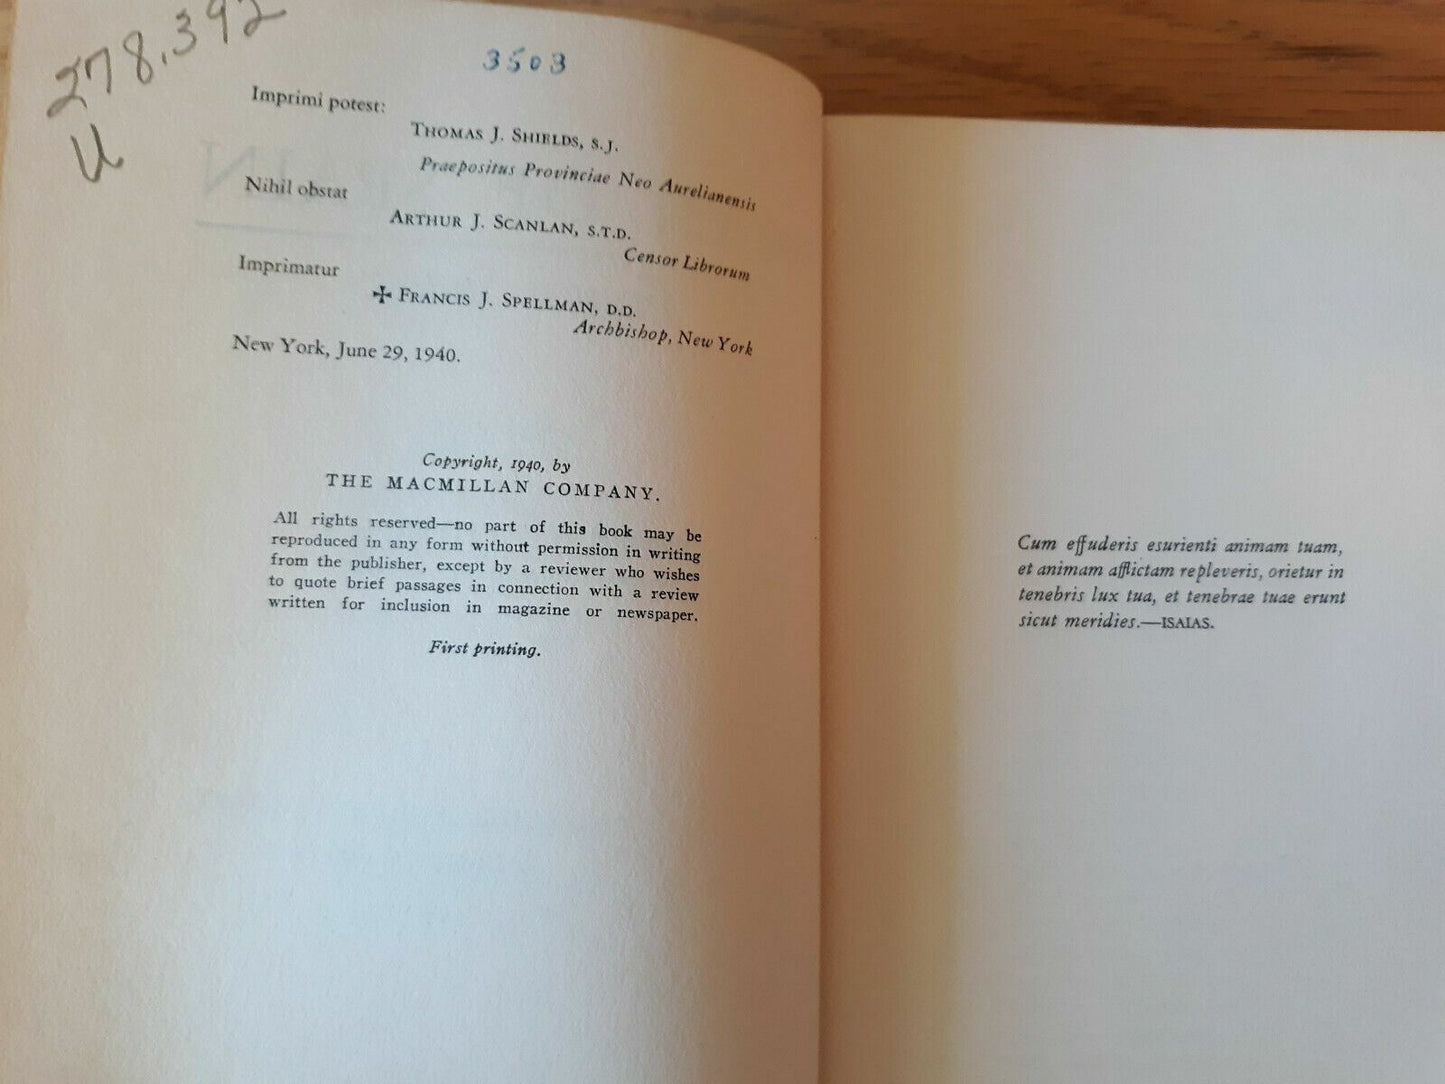 278.392
U
3503
Imprimi potest:
THOMAS J. SHIELDS, S.J.
Praepositus Provinciae Neo Aurelianensis
Nihil obstat
ARTHUR J. SCANLAN, S.T.D.
Censor Librorum
Imprimatur
✠ FRANCIS J. SPELLMAN, D.D.
Archbishop, New York
New York, June 29, 1940.
Copyright, 1940, by
THE MACMILLAN COMPANY.
All rights reserved—no part of this book may be
reproduced in any form without permission in writing
from the publisher, except by a reviewer who wishes
to quote brief passages in connection with a review
written for inclusion in magazine or newspaper.
First printing.
Cum effuderis esurienti animam tuam,
et animam afflictam repleveris, orietur in
tenebris lux tua, et tenebrae tuae erunt
sicut meridies.—ISAIAS.